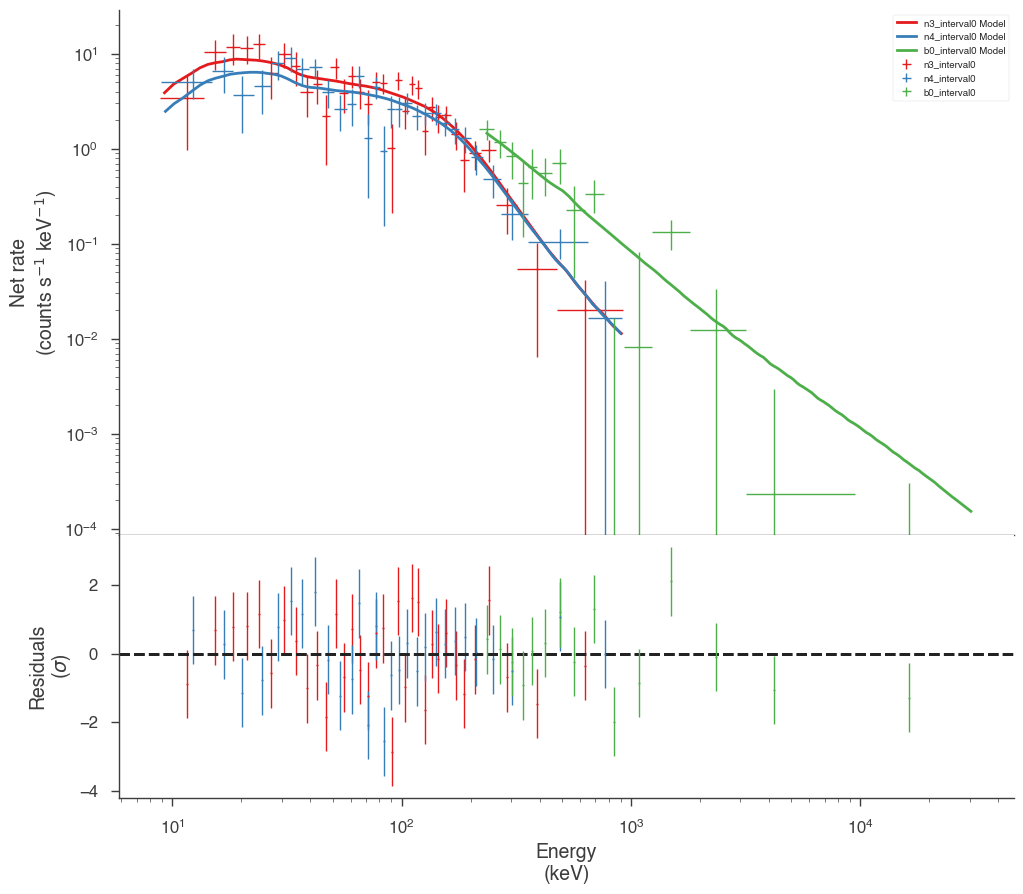 n3_interval0 Model
n4_interval0 Model
b0_interval0 Model
n3_interval0
n4_interval0
b0_interval0
Net rate
(counts s⁻¹ keV⁻¹)
10¹
10⁰
10⁻¹
10⁻²
10⁻³
10⁻⁴
Residuals
(σ)
2
0
−2
−4
10¹ 10² 10³ 10⁴
Energy
(keV)